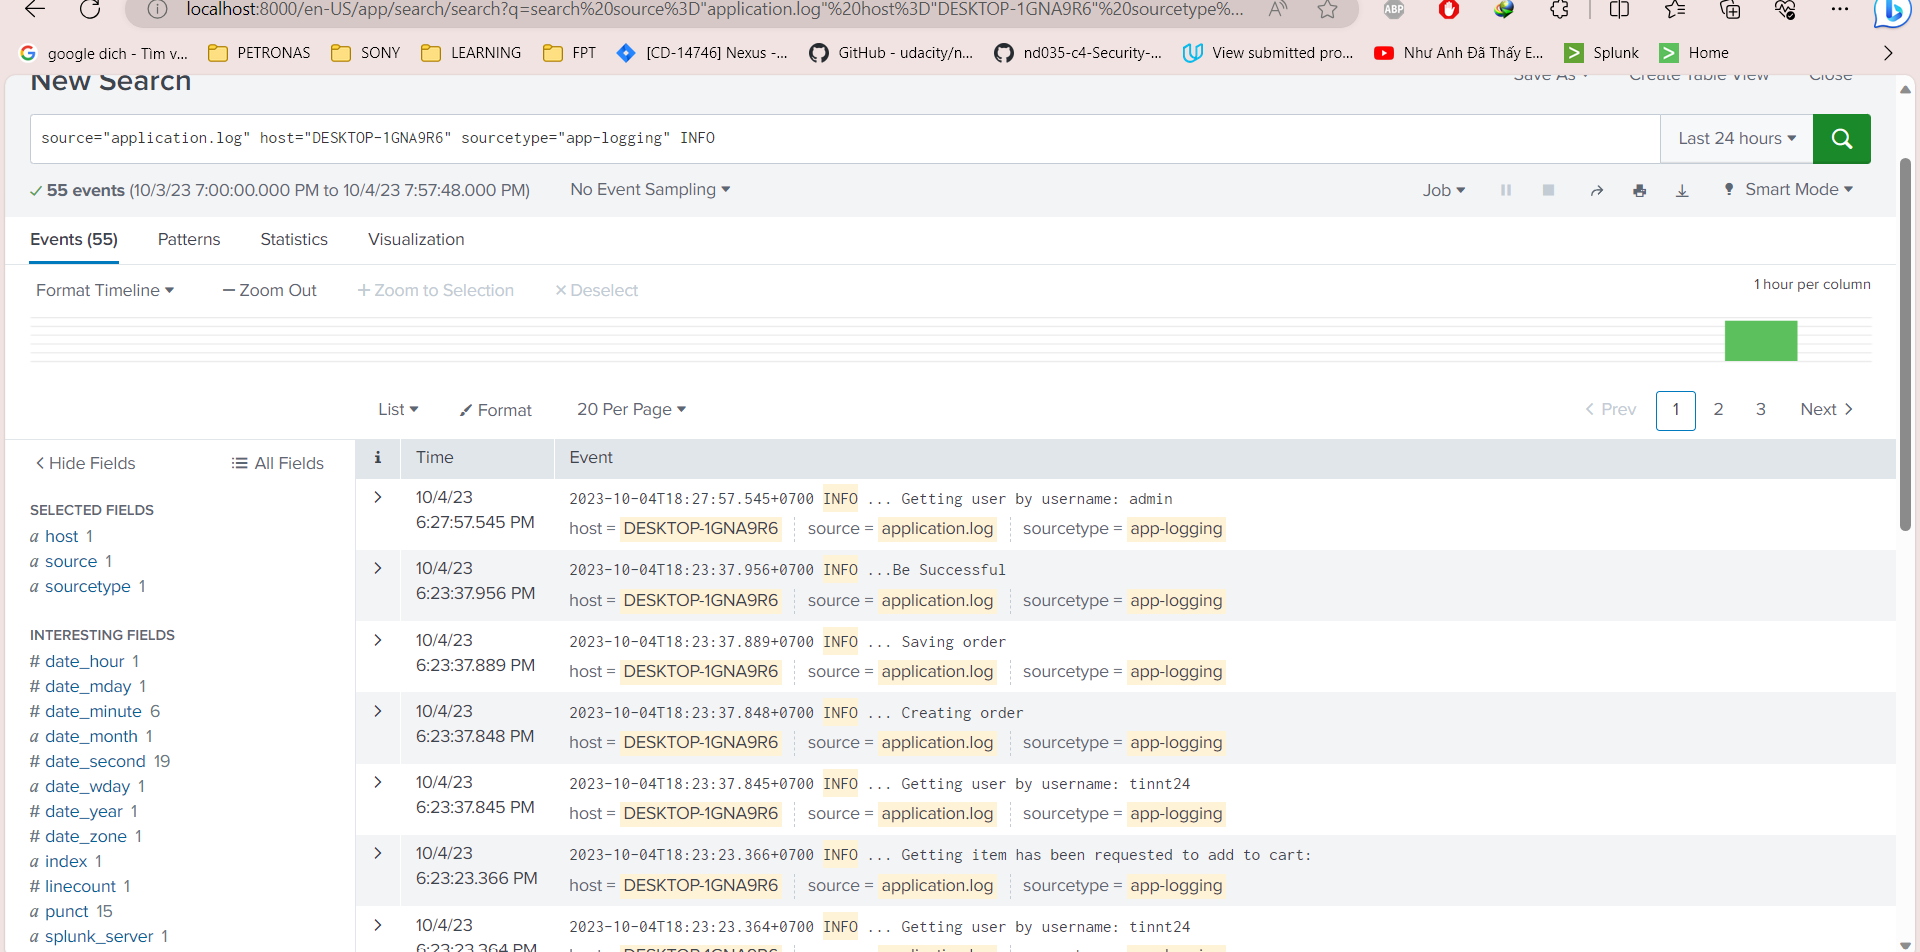 localhost:8000/en-US/app/search/search?q=search%20source%3D"application.log"%20host%3D"DESKTOP-1GNA9R6"%20sourcetype%...
ABP
google dich - Tìm v... PETRONAS SONY LEARNING FPT [CD-14746] Nexus -... GitHub - udacity/n... nd035-c4-Security-... View submitted pro... Như Anh Đã Thấy E... Splunk Home
New Search Save As Create Table View Close
source="application.log" host="DESKTOP-1GNA9R6" sourcetype="app-logging" INFO Last 24 hours
55 events (10/3/23 7:00:00.000 PM to 10/4/23 7:57:48.000 PM) No Event Sampling Job Smart Mode
Events (55) Patterns Statistics Visualization
Format Timeline — Zoom Out + Zoom to Selection × Deselect 1 hour per column
List Format 20 Per Page < Prev 1 2 3 Next >
< Hide Fields All Fields
SELECTED FIELDS
a host 1
a source 1
a sourcetype 1
INTERESTING FIELDS
# date_hour 1
# date_mday 1
# date_minute 6
a date_month 1
# date_second 19
a date_wday 1
# date_year 1
# date_zone 1
a index 1
# linecount 1
a punct 15
a splunk_server 1
i Time Event
10/4/23 2023-10-04T18:27:57.545+0700 INFO ... Getting user by username: admin
6:27:57.545 PM host = DESKTOP-1GNA9R6 source = application.log sourcetype = app-logging
10/4/23 2023-10-04T18:23:37.956+0700 INFO ...Be Successful
6:23:37.956 PM host = DESKTOP-1GNA9R6 source = application.log sourcetype = app-logging
10/4/23 2023-10-04T18:23:37.889+0700 INFO ... Saving order
6:23:37.889 PM host = DESKTOP-1GNA9R6 source = application.log sourcetype = app-logging
10/4/23 2023-10-04T18:23:37.848+0700 INFO ... Creating order
6:23:37.848 PM host = DESKTOP-1GNA9R6 source = application.log sourcetype = app-logging
10/4/23 2023-10-04T18:23:37.845+0700 INFO ... Getting user by username: tinnt24
6:23:37.845 PM host = DESKTOP-1GNA9R6 source = application.log sourcetype = app-logging
10/4/23 2023-10-04T18:23:23.366+0700 INFO ... Getting item has been requested to add to cart:
6:23:23.366 PM host = DESKTOP-1GNA9R6 source = application.log sourcetype = app-logging
10/4/23 2023-10-04T18:23:23.364+0700 INFO ... Getting user by username: tinnt24
6:23:23.364 PM